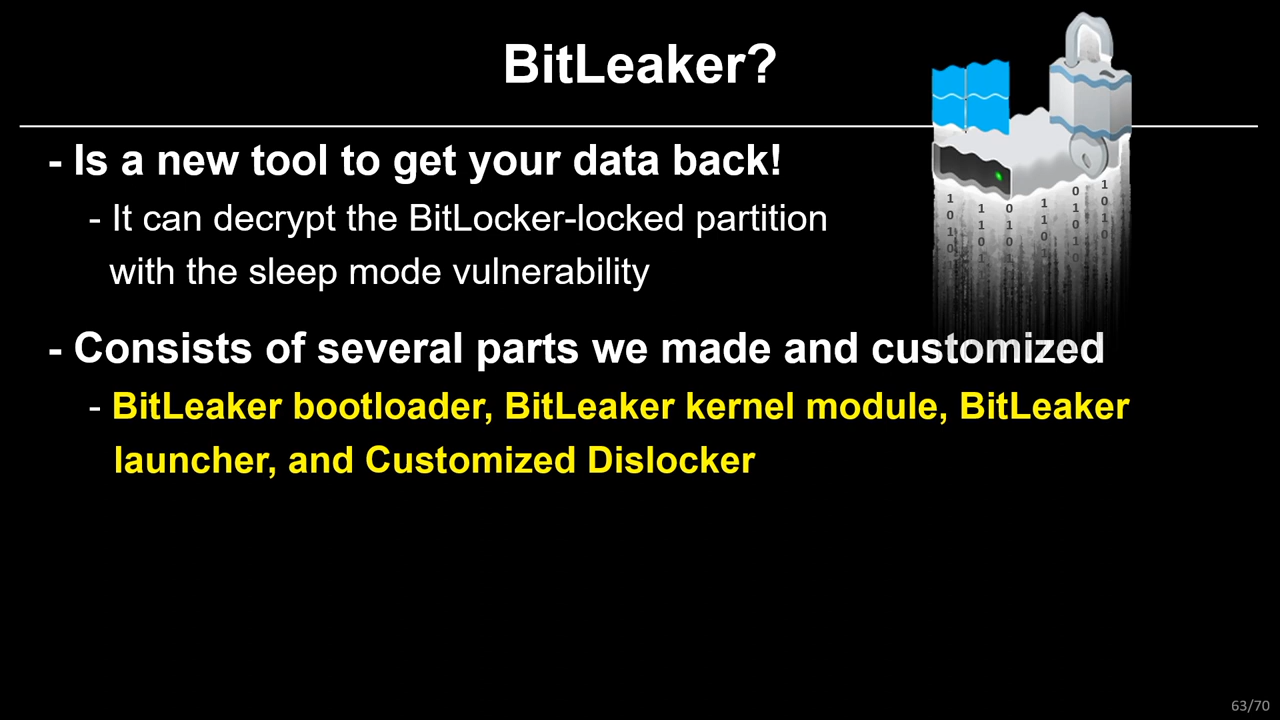 BitLeaker?
- Is a new tool to get your data back!
- It can decrypt the BitLocker-locked partition
with the sleep mode vulnerability
- Consists of several parts we made and customized
- BitLeaker bootloader, BitLeaker kernel module, BitLeaker
launcher, and Customized Dislocker
63/70